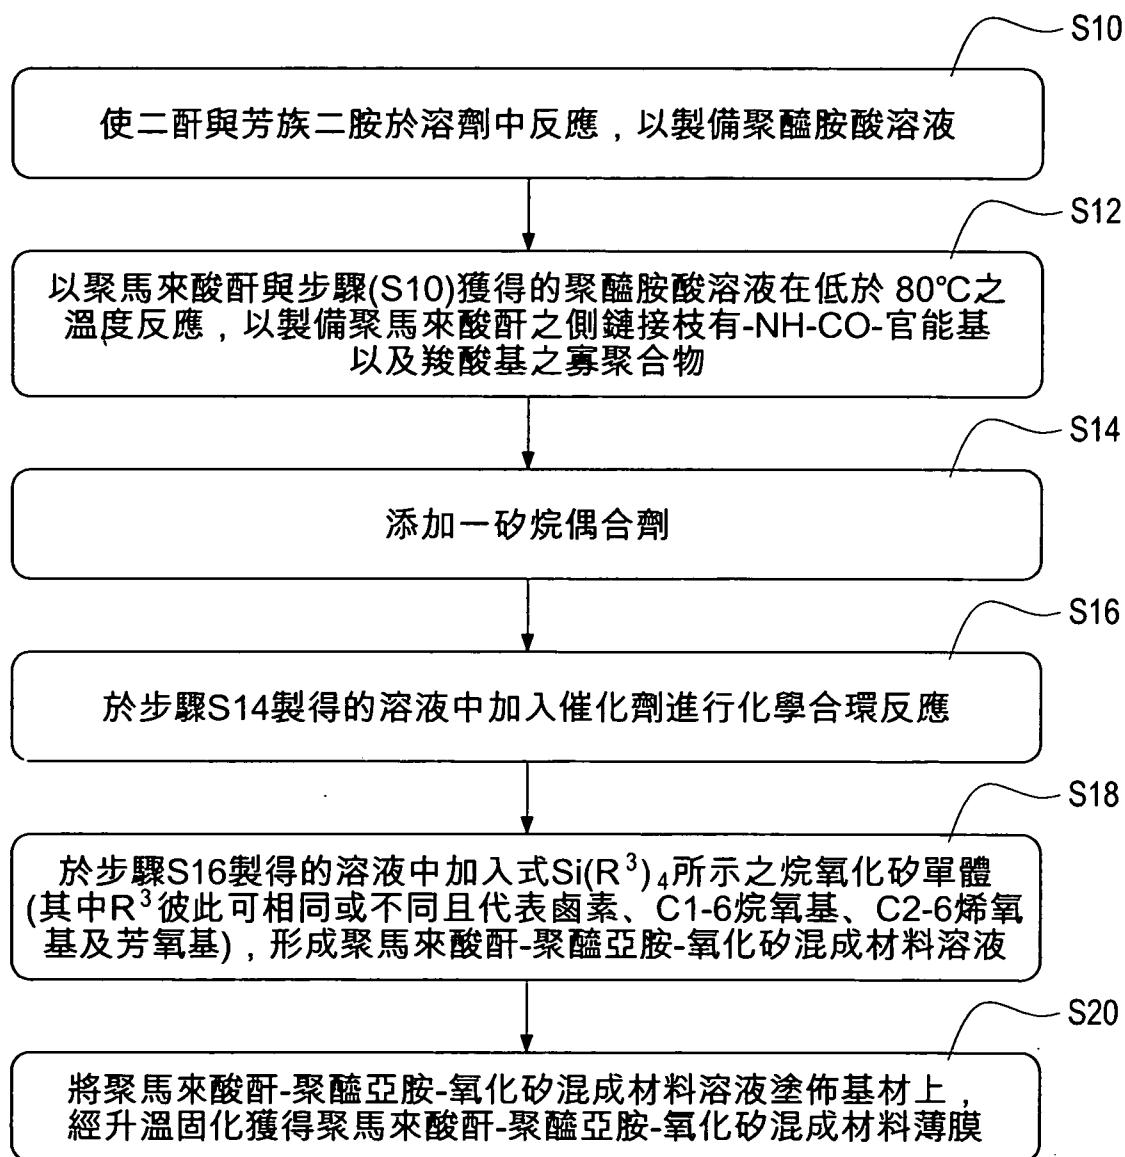 S10
使二酐與芳族二胺於溶劑中反應，以製備聚醯胺酸溶液
S12
以聚馬來酸酐與步驟(S10)獲得的聚醯胺酸溶液在低於 80℃之
溫度反應，以製備聚馬來酸酐之側鏈接枝有-NH-CO-官能基
以及羧酸基之寡聚合物
S14
添加一矽烷偶合劑
S16
於步驟S14製得的溶液中加入催化劑進行化學合環反應
S18
於步驟S16製得的溶液中加入式Si(R³)₄所示之烷氧化矽單體
(其中R³彼此可相同或不同且代表鹵素、C1-6烷氧基、C2-6烯氧
基及芳氧基)，形成聚馬來酸酐-聚醯亞胺-氧化矽混成材料溶液
S20
將聚馬來酸酐-聚醯亞胺-氧化矽混成材料溶液塗佈基材上，
經升溫固化獲得聚馬來酸酐-聚醯亞胺-氧化矽混成材料薄膜